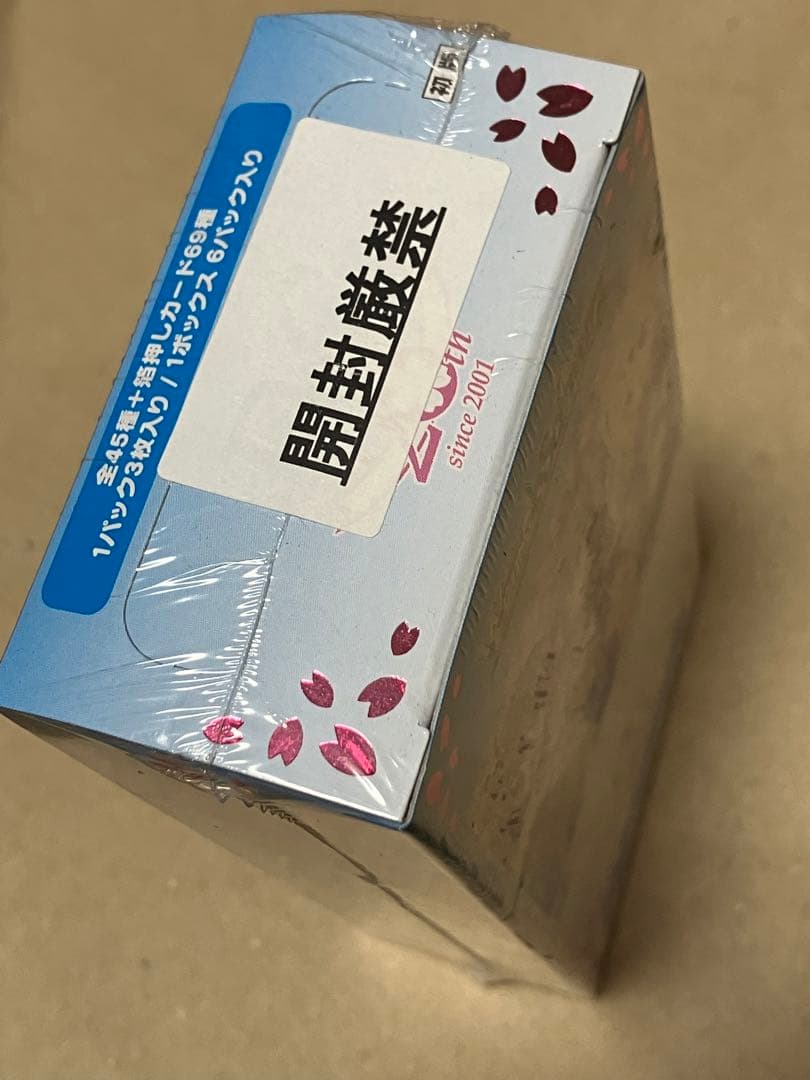 初版
全45種＋箔押しカード69種
1パック3枚入り / 1ボックス 6パック入り
開封厳禁
th
since 2001